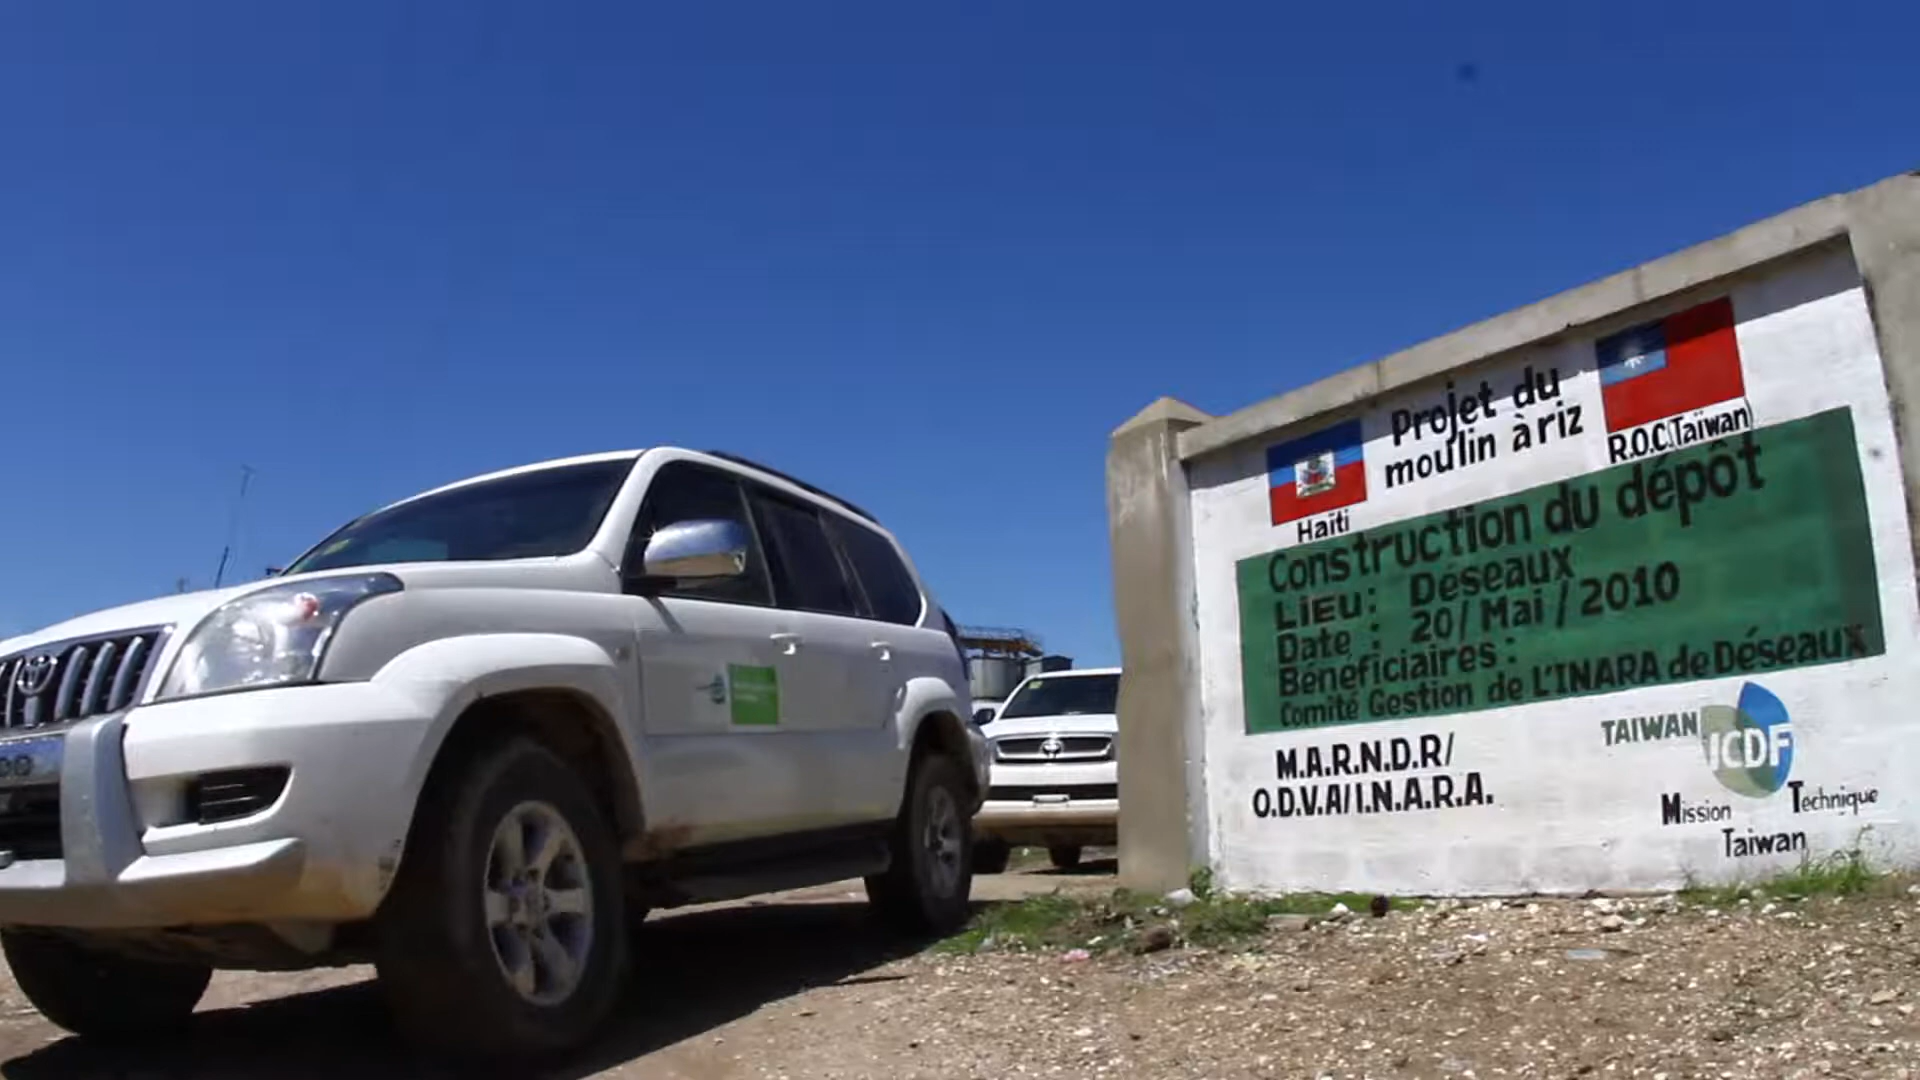 Projet du
moulin à riz
Haïti
R.O.C.(Taïwan)
Construction du dépôt
Lieu: Déseaux
Date : 20/Mai/2010
Bénéficiaires:
Comité Gestion de L'INARA de Déseaux
M.A.R.N.D.R/
O.D.V.A/I.N.A.R.A.
TAIWAN ICDF
Mission Technique
Taiwan